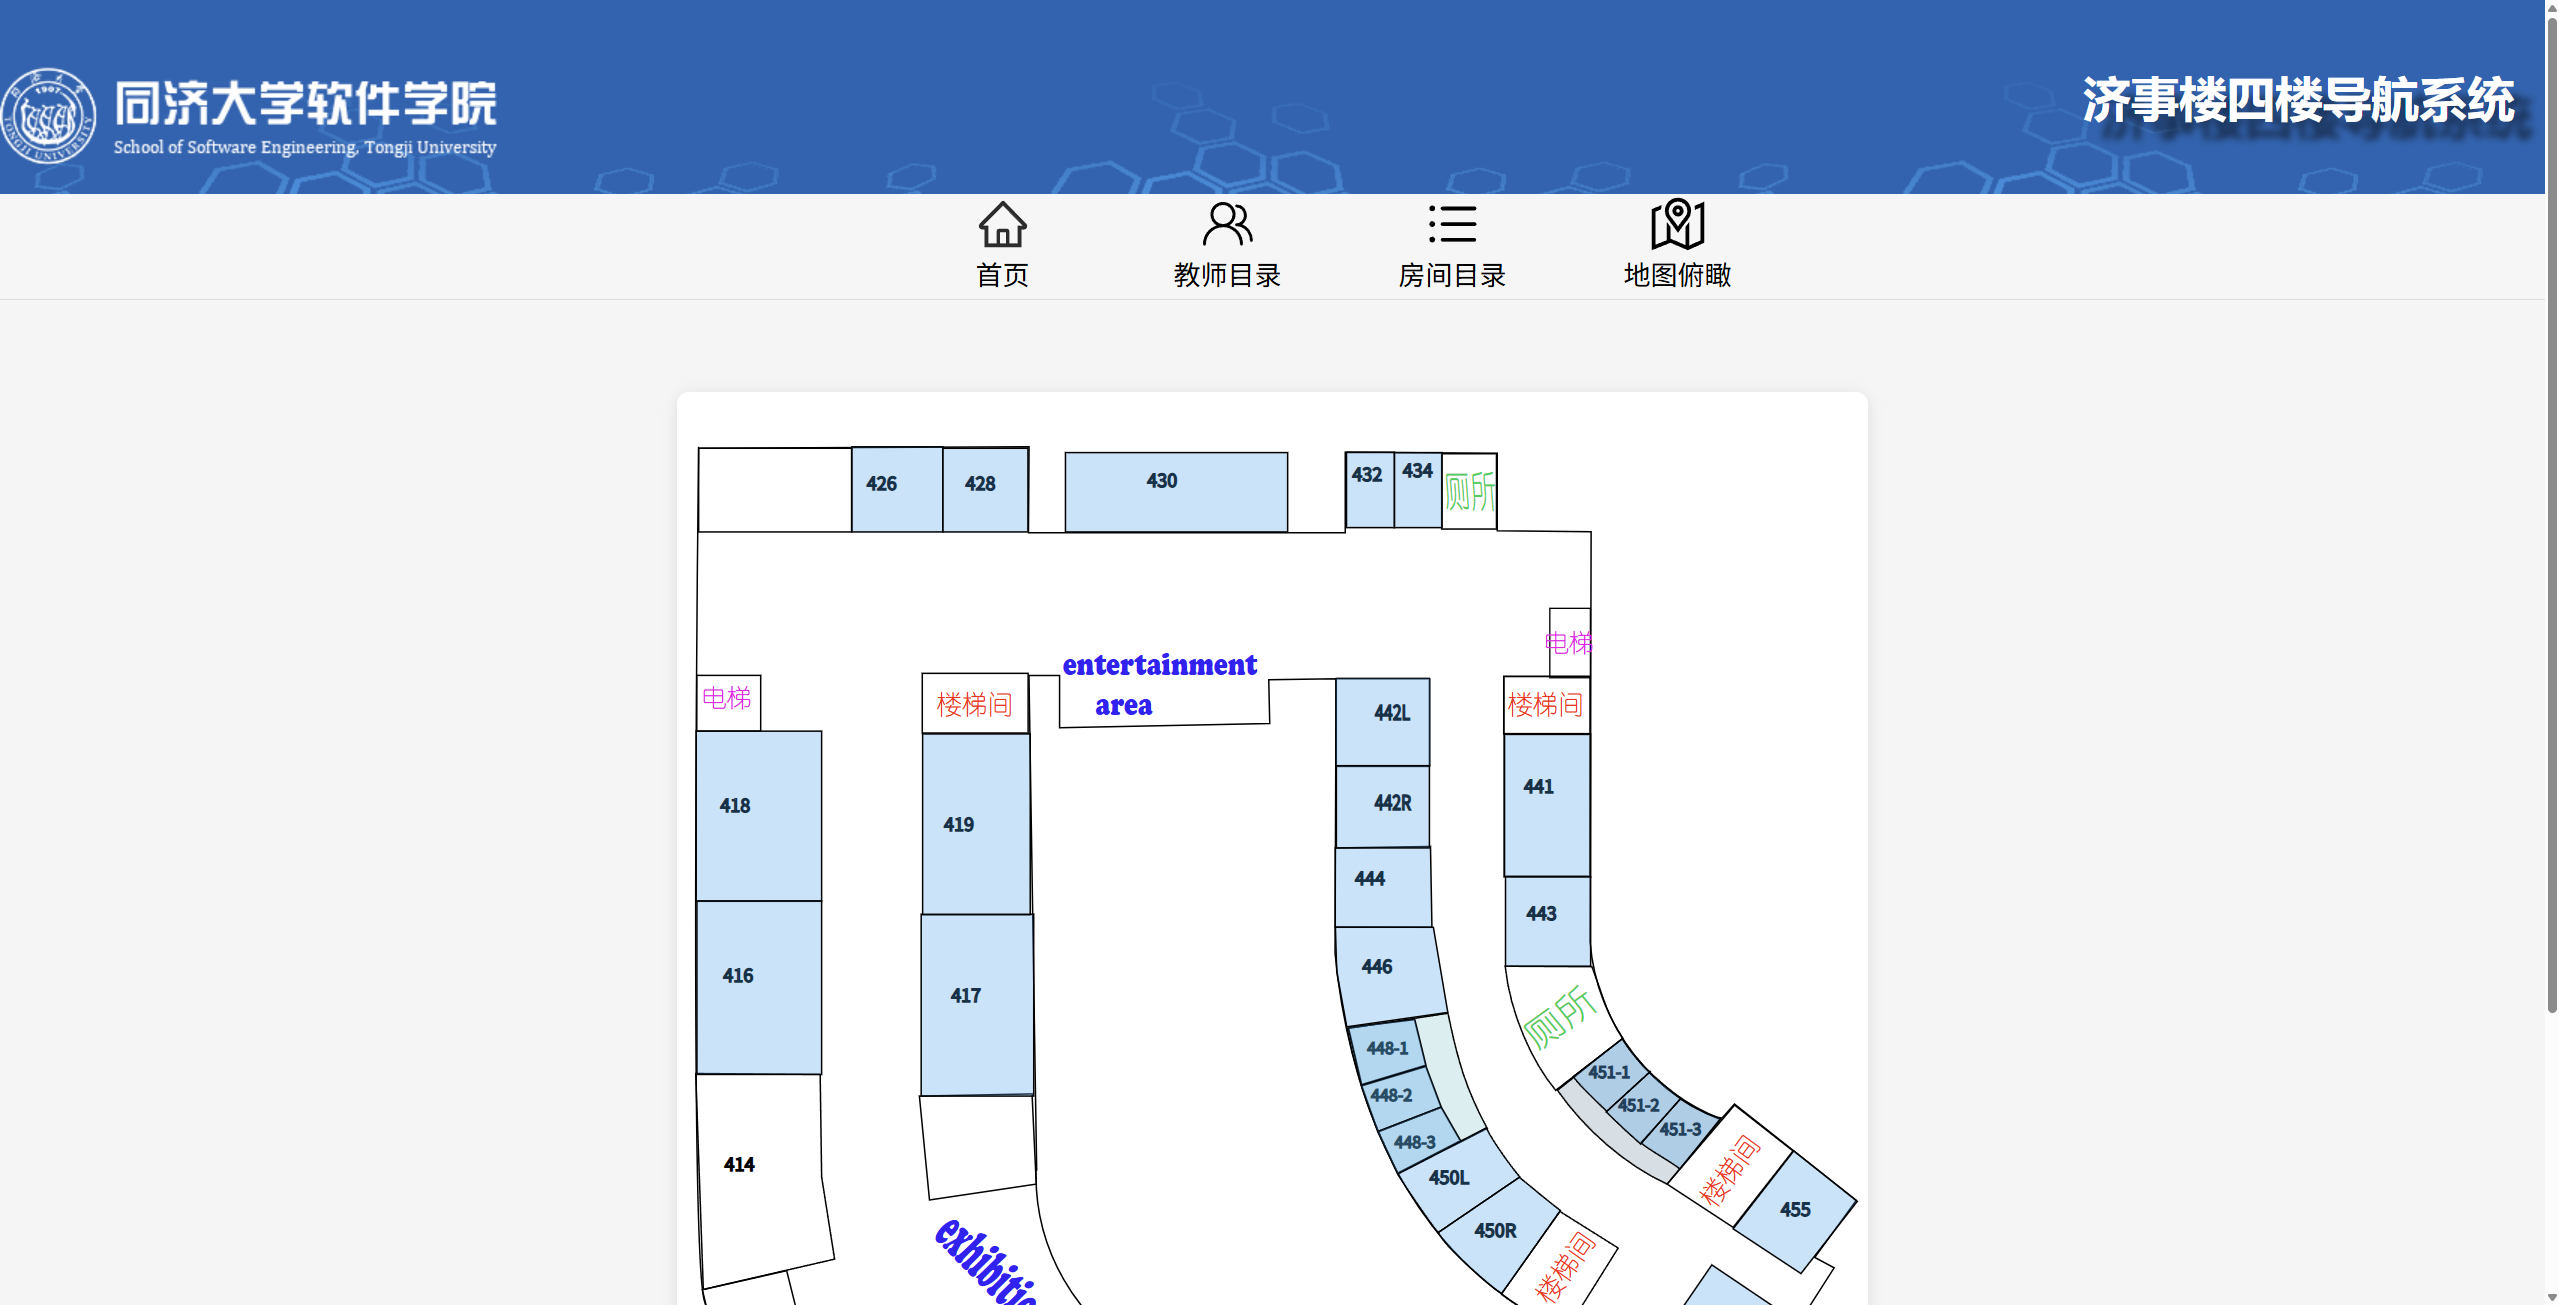 同济大学软件学院
School of Software Engineering, Tongji University
济事楼四楼导航系统
首页
教师目录
房间目录
地图俯瞰
426
428
430
432
434
厕所
电梯
entertainment
area
电梯
楼梯间
楼梯间
442L
442R
418
419
441
444
443
446
416
417
厕所
448-1
448-2
448-3
451-1
451-2
451-3
414
450L
450R
楼梯间
455
楼梯间